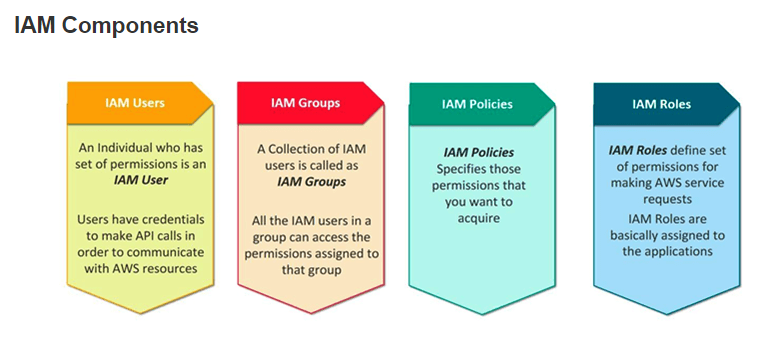 IAM Components
IAM Users
An Individual who has
set of permissions is an
IAM User
Users have credentials
to make API calls in
order to communicate
with AWS resources
IAM Groups
A Collection of IAM
users is called as
IAM Groups
All the IAM users in a
group can access the
permissions assigned to
that group
IAM Policies
IAM Policies
Specifies those
permissions that
you want to
acquire
IAM Roles
IAM Roles define set
of permissions for
making AWS service
requests
IAM Roles are
basically assigned to
the applications